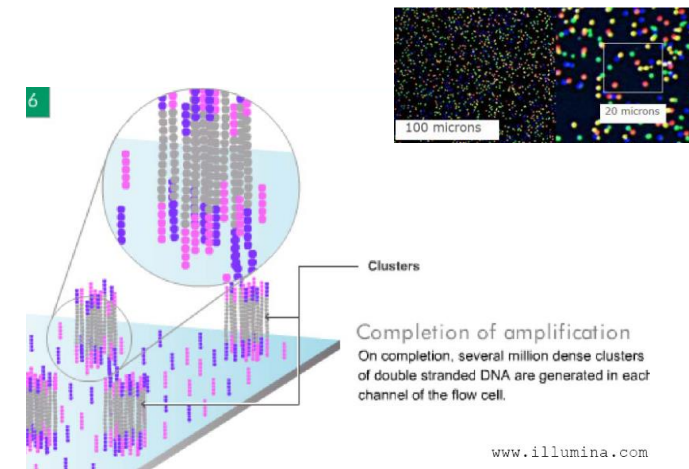 6
100 microns
20 microns
Clusters
Completion of amplification
On completion, several million dense clusters
of double stranded DNA are generated in each
channel of the flow cell.
www.illumina.com